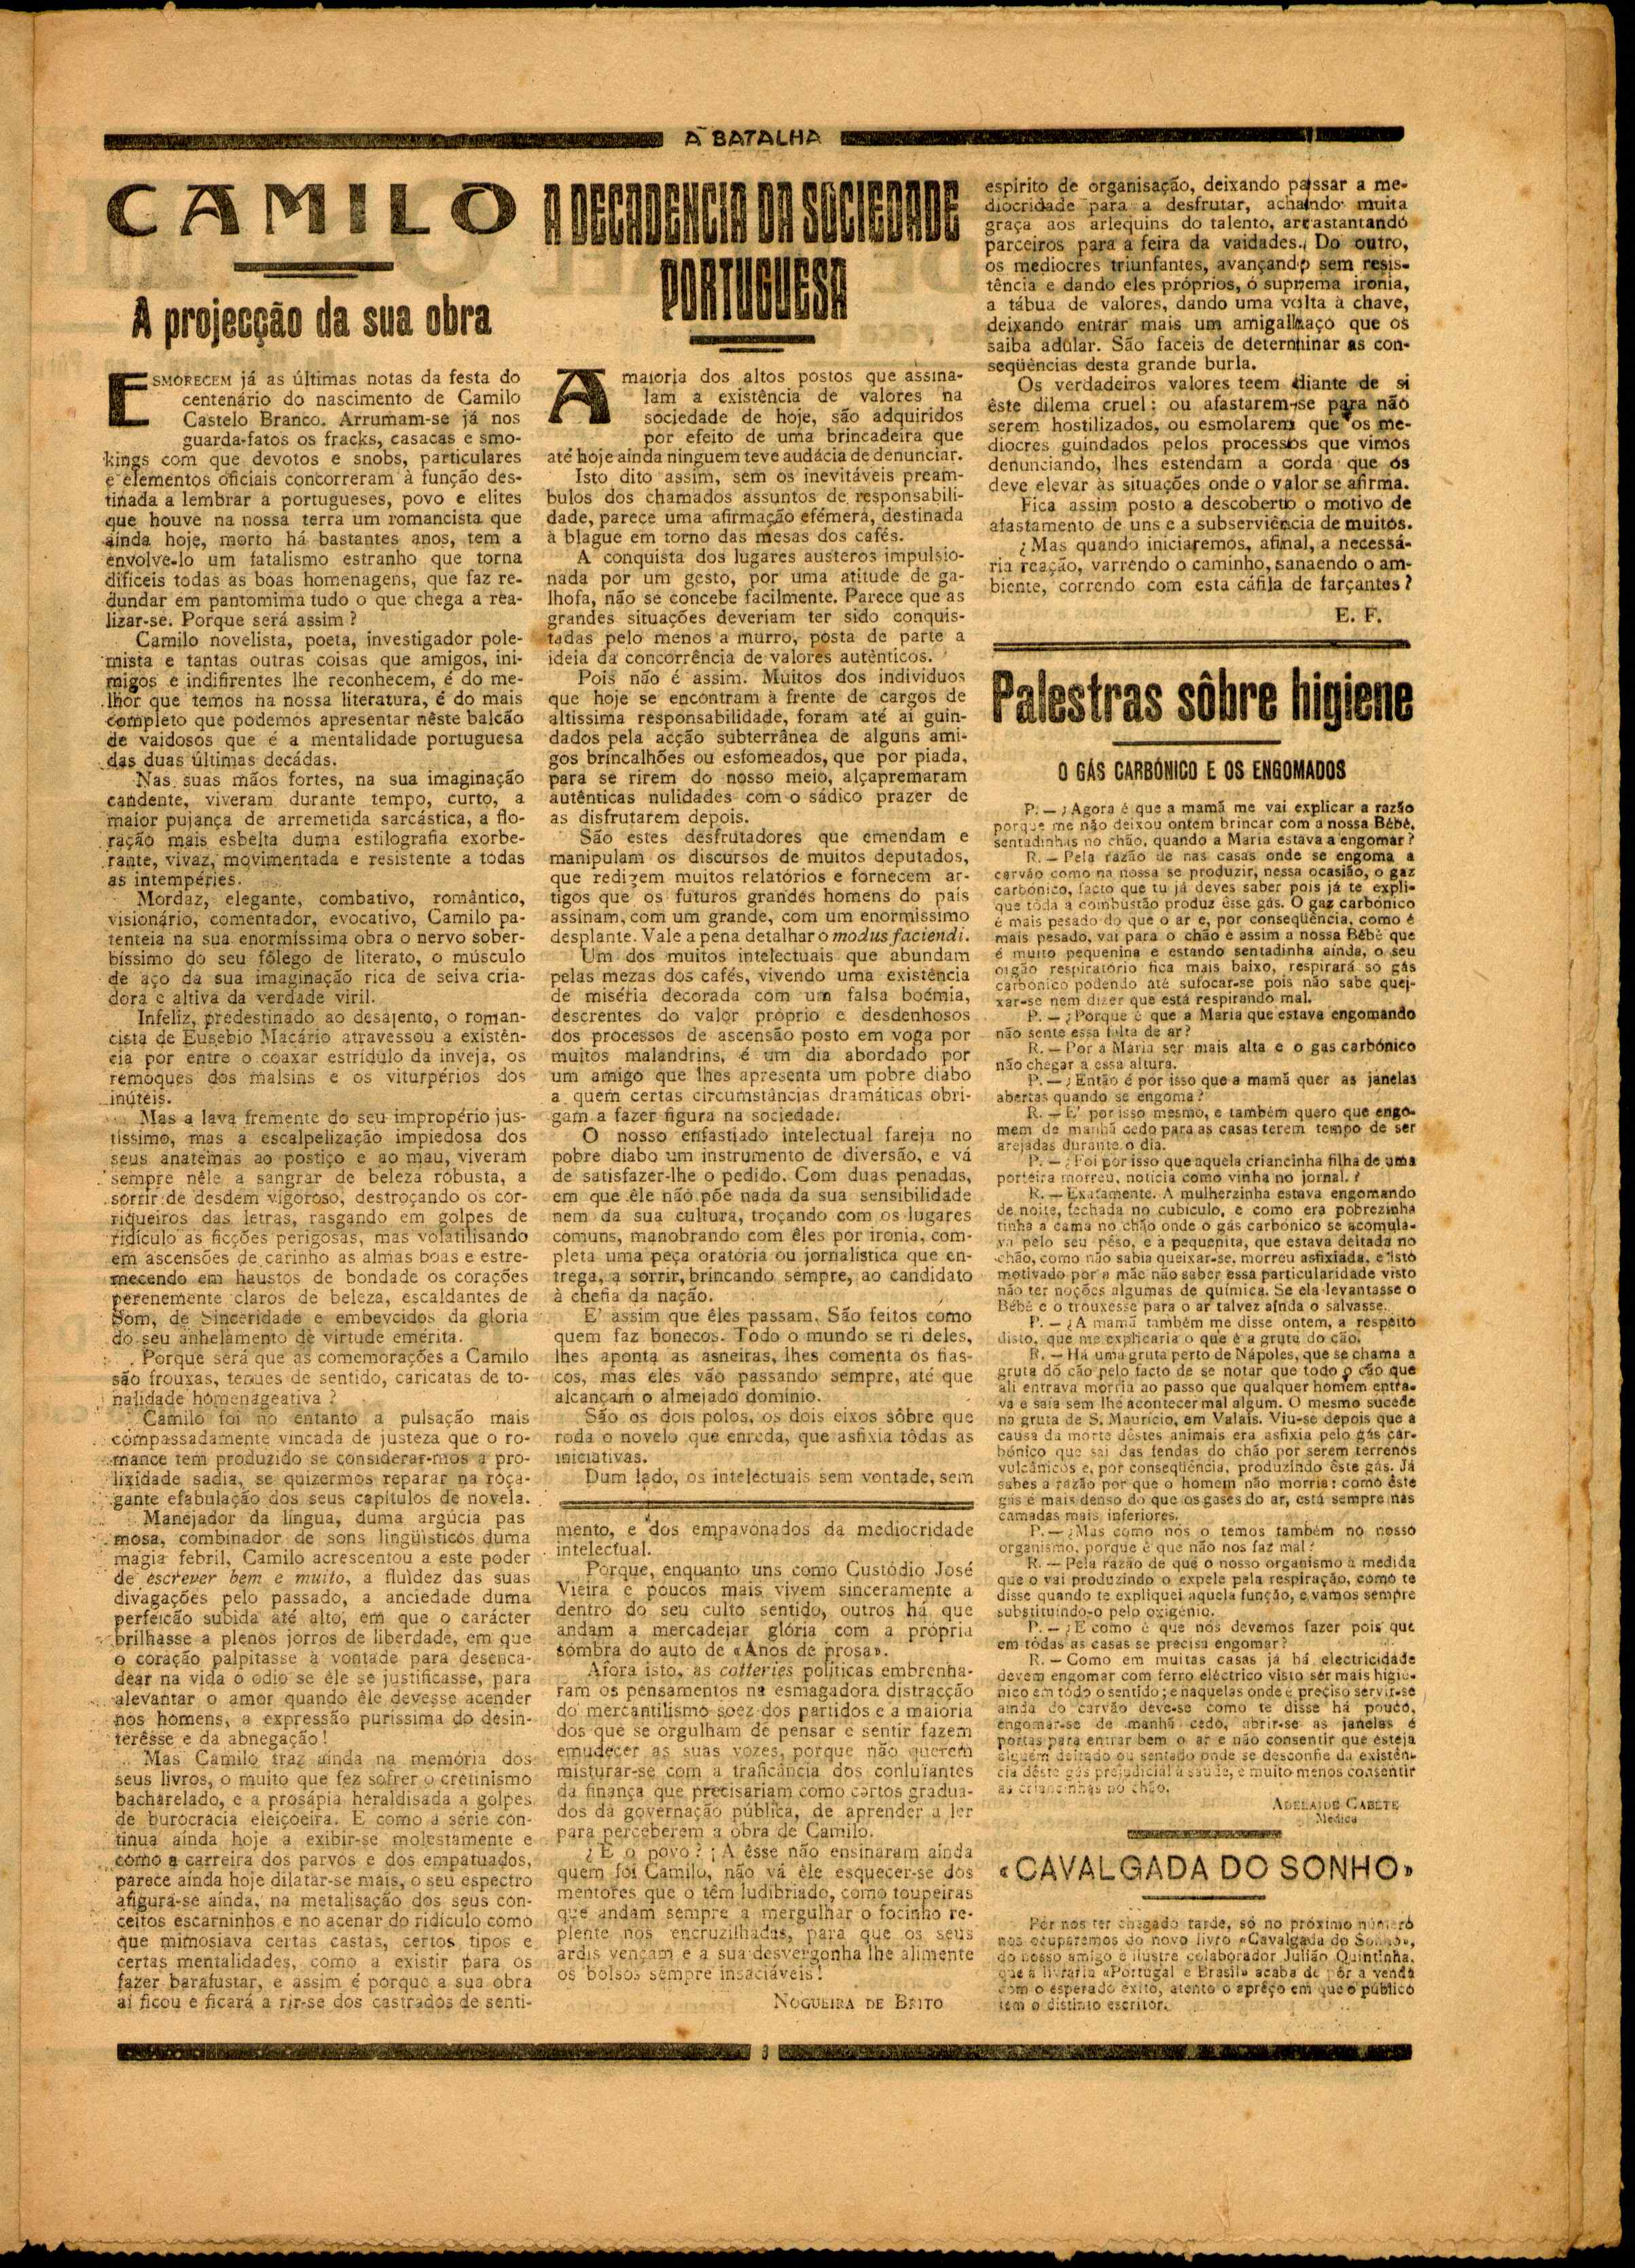 A BATALHA
CAMILO
A projecção da sua obra
ESMORECEM já as últimas notas da festa do
centenário do nascimento de Camilo
Castelo Branco. Arrumam-se já nos
guarda-fatos os fracks, casacas e smo-
kings com que devotos e snobs, particulares
e elementos oficiais concorreram à função des-
tinada a lembrar a portugueses, povo e elites
que houve na nossa terra um romancista que
ainda hoje, morto há bastantes anos, tem a
envolve-lo um fatalismo estranho que torna
dificeis todas as boas homenagens, que faz re-
dundar em pantomima tudo o que chega a rea-
lizar-se. Porque será assim?
Camilo novelista, poeta, investigador pole-
mista e tantas outras coisas que amigos, ini-
migos e indifirentes lhe reconhecem, é do me-
lhor que temos na nossa literatura, é do mais
completo que podemos apresentar nêste balcão
de vaidosos que é a mentalidade portuguesa
das duas últimas decádas.
Nas suas mãos fortes, na sua imaginação
candente, viveram durante tempo, curto, a
maior pujança de arremetida sarcástica, a flo-
ração mais esbelta duma estilografia exorbe-
rante, vivaz, movimentada e resistente a todas
as intempéries.
Mordaz, elegante, combativo, romântico,
visionário, comentador, evocativo, Camilo pa-
tenteia na sua enormíssima obra o nervo sober-
bissimo do seu fôlego de literato, o músculo
de aço da sua imaginação rica de seiva cria-
dora e altiva da verdade viril.
Infeliz, predestinado ao desalento, o roman-
cista de Eusebio Macário atravessou a existên-
cia por entre o coaxar estrídulo da inveja, os
remoques dos malsins e os viturpérios dos
inúteis.
Mas a lava fremente do seu impropério jus-
tíssimo, mas a escalpelização impiedosa dos
seus anatemas ao postiço e ao mau, viveram
sempre nêle a sangrar de beleza róbusta, a
sorrir de desdem vigoroso, destroçando os cor-
riqueiros das letras, rasgando em golpes de
ridículo as ficções perigosas, mas volatilisando
em ascensões de carinho as almas boas e estre-
mecendo em haustos de bondade os corações
perenemente claros de beleza, escaldantes de
Bom, de Sinceridade e embevcidos da gloria
do seu anhelamento de virtude emérita.
Porque será que as comemorações a Camilo
são frouxas, tenues de sentido, caricatas de to-
nalidade homenageativa?
Camilo foi no entanto a pulsação mais
compassadamente vincada de justeza que o ro-
mance tem produzido se considerar-mos a pro-
lixidade sadia, se quizermos reparar na roça-
gante efabulação dos seus capítulos de novela.
Manejador da língua, duma argúcia pas
mosa, combinador de sons lingüisticos duma
magia febril, Camilo acrescentou a este poder
de escrever bem e muito, a fluidez das suas
divagações pelo passado, a anciedade duma
perfeição subida até alto, em que o carácter
brilhasse a plenos jorros de liberdade, em que
o coração palpitasse à vontade para desenca-
dear na vida o odio se êle se justificasse, para
alevantar o amor quando êle devesse acender
nos homens, a expressão purissima do desin-
terêsse e da abnegação!
Mas Camilo traz ainda na memória dos
seus livros, o muito que fez sofrer o cretinismo
bacharelado, e a prosápia heraldisada a golpes
de burocracia eleiçoeira. E como a série con-
tinua ainda hoje a exibir-se molestamente e
como a carreira dos parvos e dos empatuados,
parece ainda hoje dilatar-se mais, o seu espectro
afigura-se ainda, na metalisação dos seus con-
ceitos escarninhos e no acenar do ridículo como
que mimosiava certas castas, certos tipos e
certas mentalidades, como a existir para os
fazer barafustar, e assim é porque a sua obra
aí ficou e ficará a rir-se dos castrados de senti-
A DECADENCIA DA SOCIEDADE
PORTUGUESA
A maioria dos altos postos que assina-
lam a existência de valores na
sociedade de hoje, são adquiridos
por efeito de uma brincadeira que
até hoje ainda ninguem teve audácia de denunciar.
Isto dito assim, sem os inevitáveis preâm-
bulos dos chamados assuntos de responsabili-
dade, parece uma afirmação efémera, destinada
à blague em torno das mesas dos cafés.
A conquista dos lugares austeros impulsio-
nada por um gesto, por uma atitude de ga-
lhofa, não se concebe facilmente. Parece que as
grandes situações deveriam ter sido conquis-
tadas pelo menos a murro, posta de parte a
ideia da concorrência de valores autênticos.
Pois não é assim. Muitos dos individuos
que hoje se encontram à frente de cargos de
altissima responsabilidade, foram até aí guin-
dados pela acção subterrânea de alguns ami-
gos brincalhões ou esfomeados, que por piada,
para se rirem do nosso meio, alçapremaram
autênticas nulidades com o sádico prazer de
as disfrutarem depois.
São estes desfrutadores que emendam e
manipulam os discursos de muitos deputados,
que redigem muitos relatórios e fornecem ar-
tigos que os futuros grandes homens do país
assinam, com um grande, com um enormíssimo
desplante. Vale a pena detalhar o modus faciendi.
Um dos muitos intelectuais que abundam
pelas mezas dos cafés, vivendo uma existência
de miséria decorada com um falsa boémia,
descrentes do valor próprio e desdenhosos
dos processos de ascensão posto em voga por
muitos malandrins, é um dia abordado por
um amigo que lhes apresenta um pobre diabo
a quem certas circumstâncias dramáticas obri-
gam a fazer figura na sociedade.
O nosso enfastiado intelectual fareja no
pobre diabo um instrumento de diversão, e vá
de satisfazer-lhe o pedido. Com duas penadas,
em que êle não põe nada da sua sensibilidade
nem da sua cultura, troçando com os lugares
comuns, manobrando com êles por ironia, com-
pleta uma peça oratória ou jornalística que en-
trega, a sorrir, brincando sempre, ao candidato
à chefia da nação.
E' assim que êles passam. São feitos como
quem faz bonecos. Todo o mundo se ri deles,
lhes aponta as asneiras, lhes comenta os fias-
cos, mas eles vão passando sempre, até que
alcançam o almejado domínio.
São os dois polos, os dois eixos sôbre que
roda o novelo que enreda, que asfixia tôdas as
iniciativas.
Dum lado, os intelectuais sem vontade, sem
mento, e dos empavonados da mediocridade
intelectual.
Porque, enquanto uns como Custódio José
Vieira e poucos mais vivem sinceramente a
dentro do seu culto sentido, outros há que
andam a mercadejar glória com a própria
sombra do auto de «Anos de prosa».
Afora isto, as cotteries políticas embrenha-
ram os pensamentos na esmagadora distracção
do mercantilismo soez dos partidos e a maioria
dos que se orgulham de pensar e sentir fazem
emudecer as suas vozes, porque não querem
misturar-se com a traficância dos conluiantes
da finança que precisariam como certos gradua-
dos da governação pública, de aprender a ler
para perceberem a obra de Camilo.
¿E o povo? ¡A êsse não ensinaram ainda
quem foi Camilo, não vá êle esquecer-se dos
mentores que o têm ludibriado, como toupeiras
que andam sempre a mergulhar o focinho re-
plente nos encruzilhadas, para que os seus
ardis vençam e a sua desvergonha lhe alimente
os bolsos sempre insaciáveis!
NOGUEIRA DE BRITO
espírito de organisação, deixando passar a me-
diocridade para a desfrutar, achando muita
graça aos arlequins do talento, arrastantando
parceiros para a feira da vaidades. Do outro,
os mediocres triunfantes, avançando sem resis-
tência e dando eles próprios, ó suprema ironia,
a tábua de valores, dando uma volta à chave,
deixando entrar mais um amigalhaço que os
saiba adular. São faceis de determinar as con-
seqüências desta grande burla.
Os verdadeiros valores teem diante de si
êste dilema cruel: ou afastarem-se para não
serem hostilizados, ou esmolarem que os me-
diocres guindados pelos processos que vimos
denunciando, lhes estendam a corda que os
deve elevar às situações onde o valor se afirma.
Fica assim posto a descoberto o motivo de
afastamento de uns e a subserviência de muitos.
¿Mas quando iniciaremos, afinal, a necessá-
ria reação, varrendo o caminho, sanaendo o am-
biente, correndo com esta cáfila de farçantes?
E. F.
Palestras sôbre higiene
O GÁS CARBÓNICO E OS ENGOMADOS
P. — ¿Agora é que a mamã me vai explicar a razão
porque me não deixou ontem brincar com a nossa Bébé,
sentadinhas no chão, quando a Maria estava a engomar?
R. — Pela razão de nas casas onde se engoma a
carvão como na nossa se produzir, nessa ocasião, o gaz
carbónico, facto que tu já deves saber pois já te expli-
que tôda a combustão produz êsse gás. O gaz carbónico
é mais pesado do que o ar e, por conseqüência, como é
mais pesado, vai para o chão e assim a nossa Bébé que
é muito pequenina e estando sentadinha ainda, o seu
orgão respiratório fica mais baixo, respirará só gás
carbónico podendo até sufocar-se pois não sabe quei-
xar-se nem dizer que está respirando mal.
P. — ¿Porque é que a Maria que estava engomando
não sente essa falta de ar?
R. — Por a Maria ser mais alta e o gás carbónico
não chegar a essa altura.
P. — ¿Então é por isso que a mamã quer as janelas
abertas quando se engoma?
R. — E' por isso mesmo, e também quero que engo-
mem de manhã cedo para as casas terem tempo de ser
arejadas durante o dia.
P. — ¿Foi por isso que aquela criancinha filha de uma
porteira morreu, noticia como vinha no jornal.?
R. — Exatamente. A mulherzinha estava engomando
de noite, fechada no cubículo, e como era pobrezinha
tinha a cama no chão onde o gás carbónico se acomula-
va pelo seu pêso, e a pequenita, que estava deitada no
chão, como não sabia queixar-se, morreu asfixiada, e isto
motivado por a mãe não saber essa particularidade visto
não ter noções algumas de química. Se ela levantasse o
Bébé e o trouxesse para o ar talvez ainda o salvasse.
P. — ¿A mamã também me disse ontem, a respeito
disto, que me explicaria o que é a gruta do cão.
R. — Há uma gruta perto de Nápoles, que se chama a
gruta do cão pelo facto de se notar que todo o cão que
ali entrava morria ao passo que qualquer homem entra-
va e saía sem lhe acontecer mal algum. O mesmo sucede
na gruta de S. Maurício, em Valais. Viu-se depois que a
causa da morte dêstes animais era asfixia pelo gás car-
bónico que sai das fendas do chão por serem terrenos
vulcânicos e, por conseqüência, produzindo êste gás. Já
sabes a razão por que o homem não morria: como êste
gás é mais denso do que os gases do ar, está sempre nas
camadas mais inferiores.
P. — ¿Mas como nós o temos também no nosso
organismo, porque é que não nos faz mal?
R. — Pela razão de que o nosso organismo à medida
que o vai produzindo o expele pela respiração, como te
disse quando te expliquei aquela função, e vamos sempre
substituindo-o pelo oxigénio.
P. — ¿E como é que nós devemos fazer pois que
em tôdas as casas se precisa engomar?
R. — Como em muitas casas já há electricidade
devem engomar com ferro eléctrico visto ser mais higié-
nico em todo o sentido; e naquelas onde é preciso servir-se
ainda do carvão deve-se como te disse há pouco,
engomar-se de manhã cedo, abrir-se as janelas e
portas para entrar bem o ar e não consentir que esteja
alguém deitado ou sentado onde se desconfie da existên-
cia dêste gás prejudicial à saude, e muito menos consentir
as criancinhas no chão.
ADELAIDE CABETE
Médica
«CAVALGADA DO SONHO»
Por nos ter chegado tarde, só no próximo número
nos ocuparemos do novo livro «Cavalgada do Sonho»,
do nosso amigo e ilustre colaborador Julião Quintinha,
que a livraria «Portugal e Brasil» acaba de pôr à venda
com o esperado êxito, atento o aprêço em que o público
tem o distinto escritor.
3